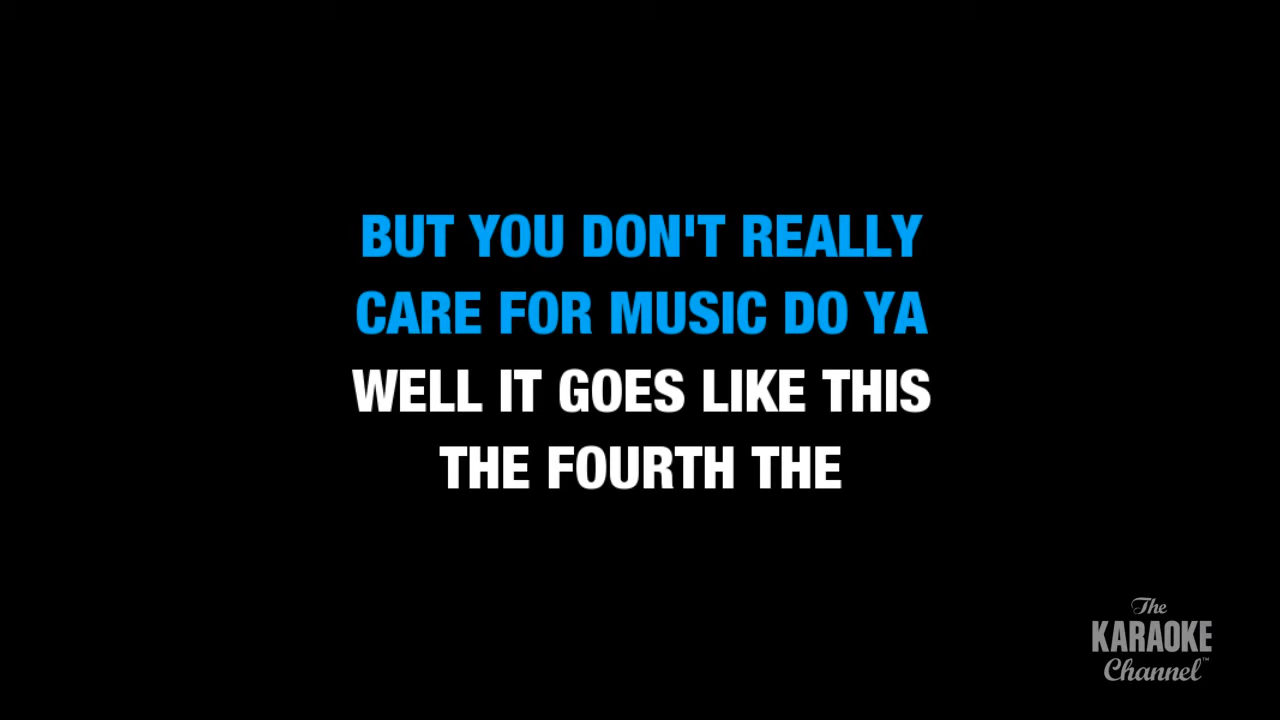 BUT YOU DON'T REALLY
CARE FOR MUSIC DO YA
WELL IT GOES LIKE THIS
THE FOURTH THE
The
KARAOKE
Channel™